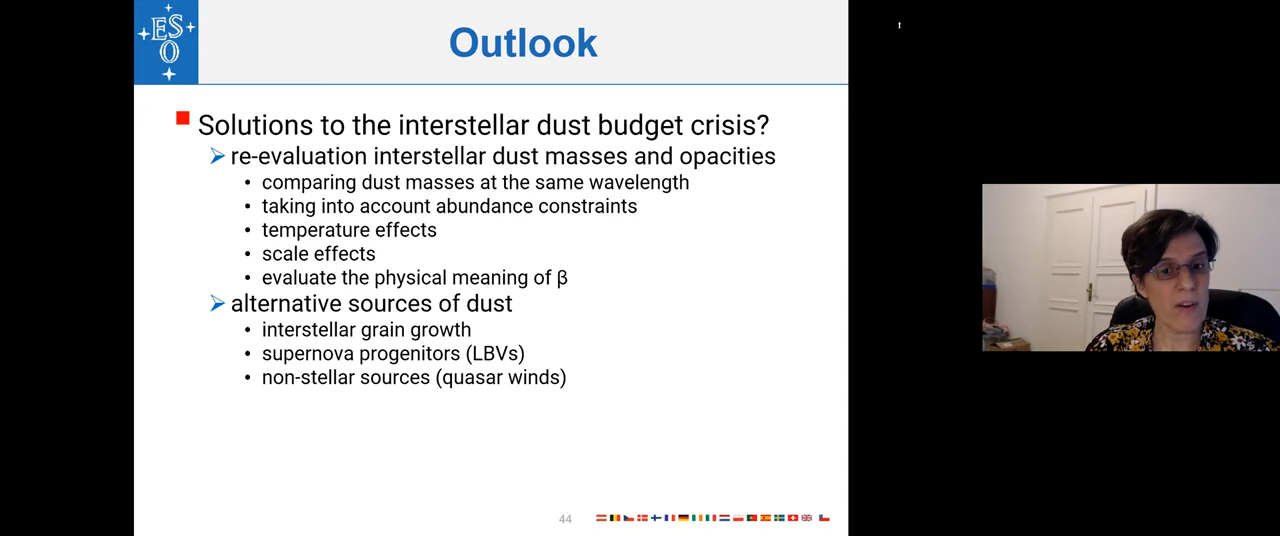 ES
O
Outlook
Solutions to the interstellar dust budget crisis?
re-evaluation interstellar dust masses and opacities
• comparing dust masses at the same wavelength
• taking into account abundance constraints
• temperature effects
• scale effects
• evaluate the physical meaning of β
alternative sources of dust
• interstellar grain growth
• supernova progenitors (LBVs)
• non-stellar sources (quasar winds)
44